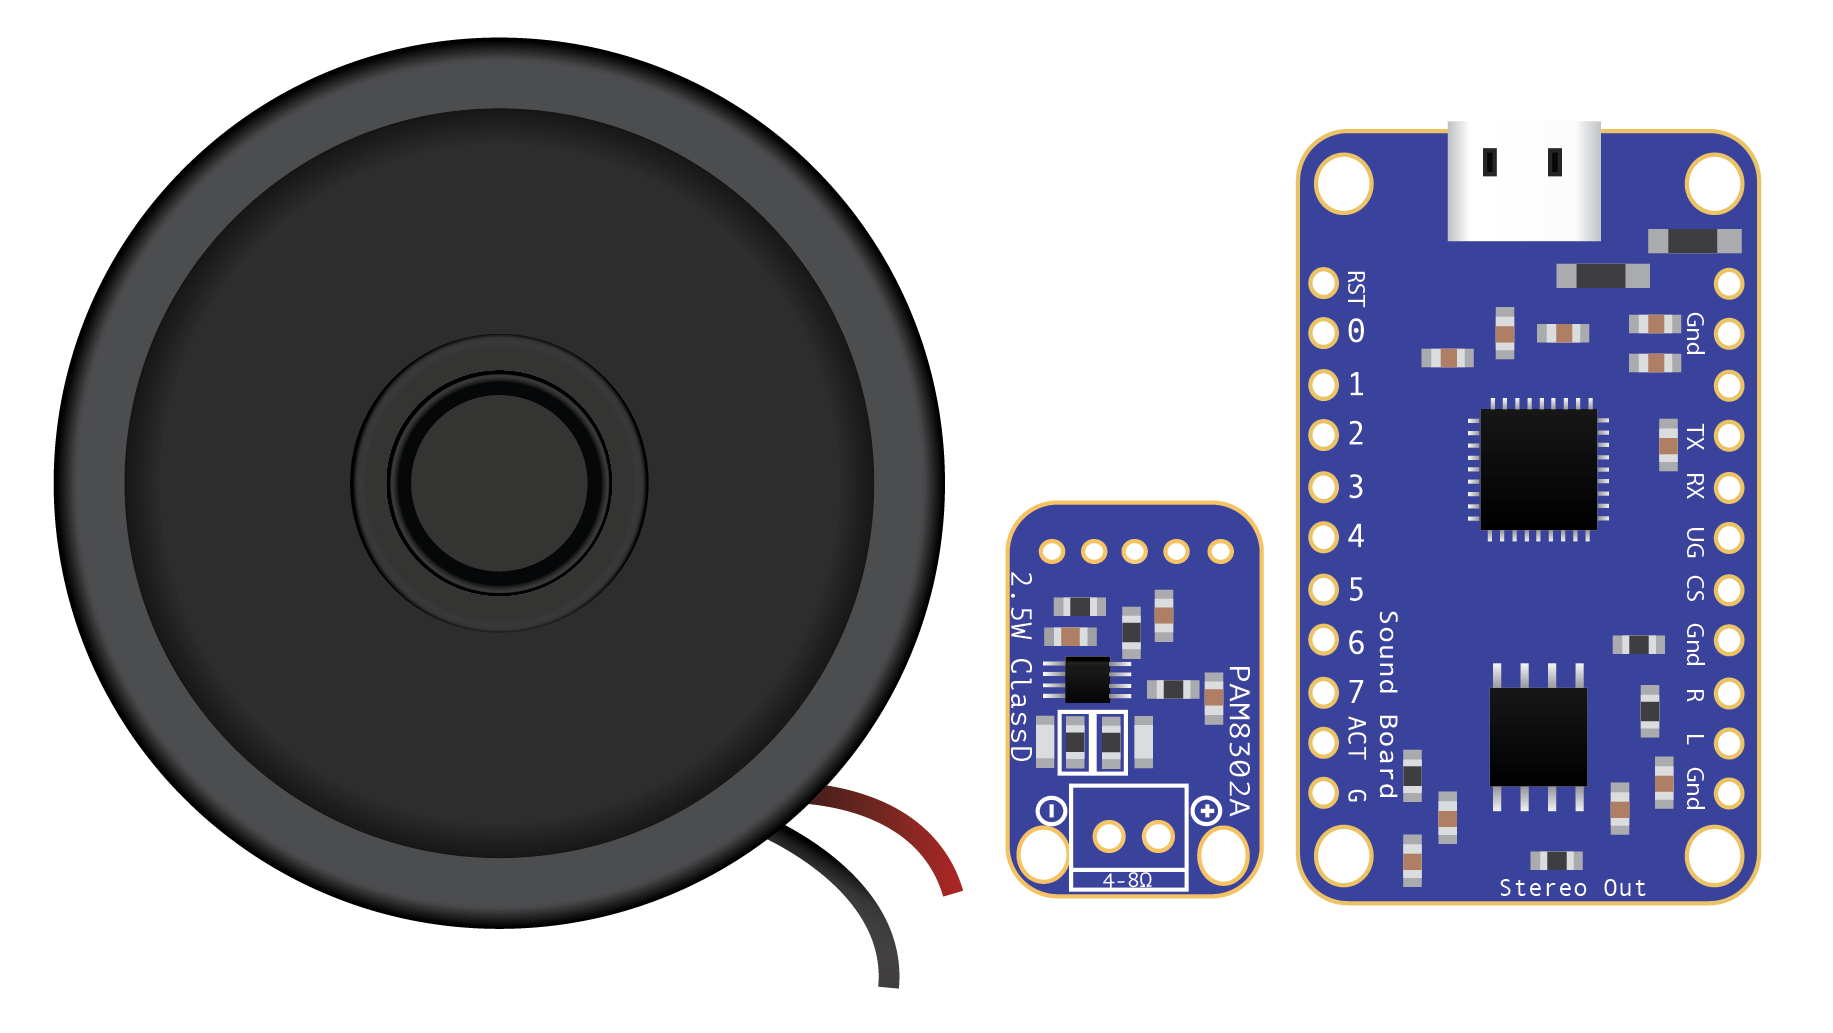 2.5W ClassD
PAM8302A
4-8Ω
RST
0
1
2
3
4
5
6
7
ACT
G
Sound Board
Gnd
TX
RX
UG
CS
Gnd
R
L
Gnd
Stereo Out